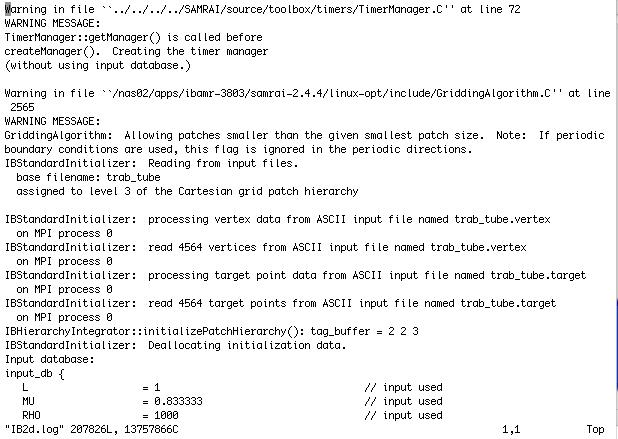 Warning in file ``../../../../SAMRAI/source/toolbox/timers/TimerManager.C'' at line 72
WARNING MESSAGE:
TimerManager::getManager() is called before
createManager().  Creating the timer manager
(without using input database.)
Warning in file ``/nas02/apps/ibamr-3803/samrai-2.4.4/linux-opt/include/GriddingAlgorithm.C'' at line
 2565
WARNING MESSAGE:
GriddingAlgorithm:  Allowing patches smaller than the given smallest patch size.  Note:  If periodic
boundary conditions are used, this flag is ignored in the periodic directions.
IBStandardInitializer:  Reading from input files.
  base filename: trab_tube
  assigned to level 3 of the Cartesian grid patch hierarchy
IBStandardInitializer:  processing vertex data from ASCII input file named trab_tube.vertex
  on MPI process 0
IBStandardInitializer:  read 4564 vertices from ASCII input file named trab_tube.vertex
  on MPI process 0
IBStandardInitializer:  processing target point data from ASCII input file named trab_tube.target
  on MPI process 0
IBStandardInitializer:  read 4564 target points from ASCII input file named trab_tube.target
  on MPI process 0
IBHierarchyIntegrator::initializePatchHierarchy(): tag_buffer = 2 2 3
IBStandardInitializer:  Deallocating initialization data.
Input database:
input_db {
   L                  = 1                              // input used
   MU                 = 0.833333                       // input used
   RHO                = 1000                           // input used
"IB2d.log" 207826L, 13757866C                                                    1,1           Top